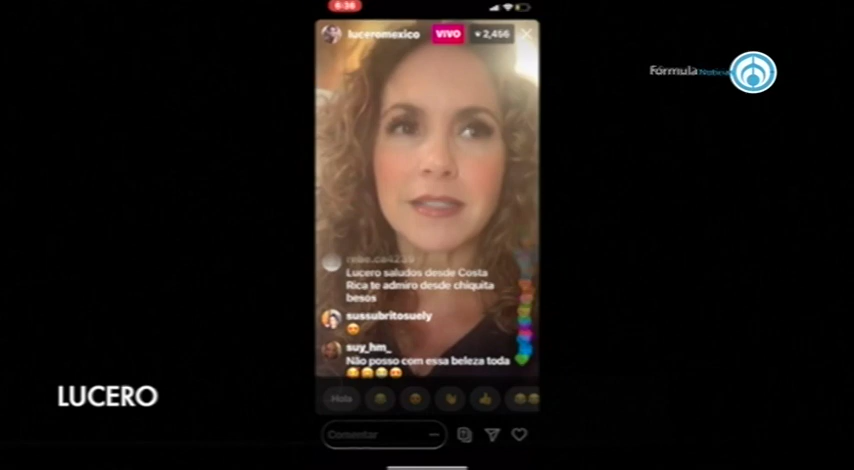 6:36
luceromexico VIVO 2,456
Fórmula Noticias
Lucero saludos desde Costa
Rica te admiro desde chiquita
besos
sussubritosuely
😍
suy_hm_
Não posso com essa beleza toda
Hola
Comentar
LUCERO